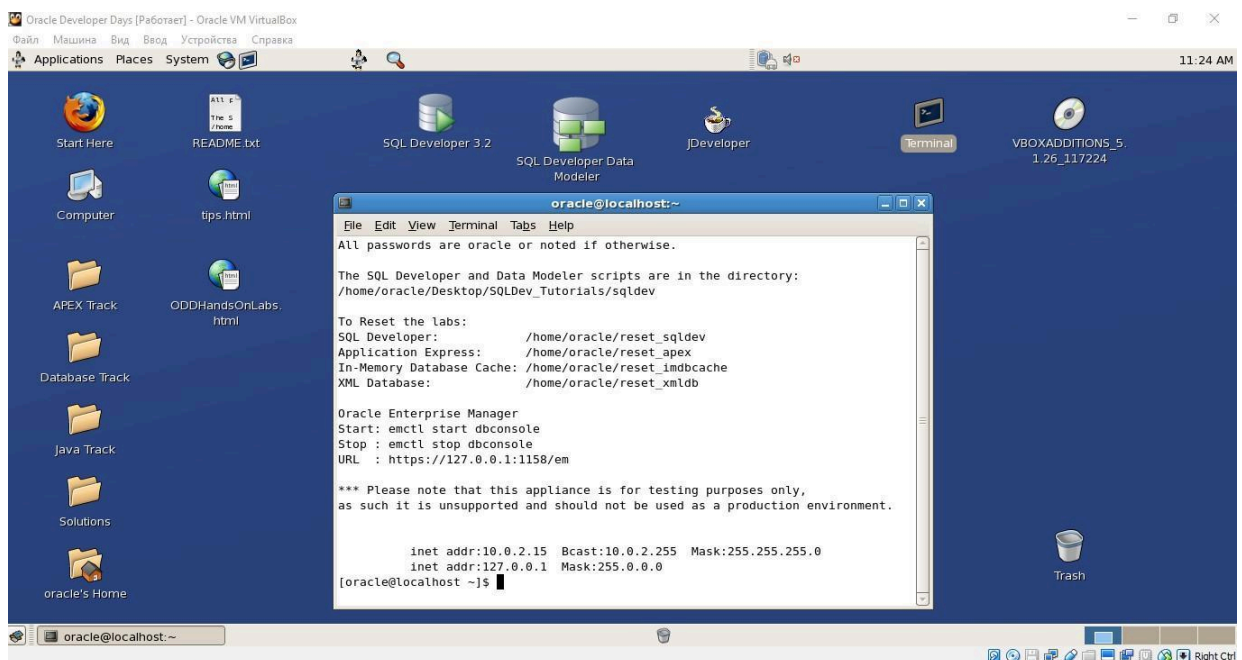 Oracle Developer Days [Работает] - Oracle VM VirtualBox
Файл Машина Вид Ввод Устройства Справка
Applications Places System 11:24 AM
Start Here
README.txt
SQL Developer 3.2
SQL Developer Data
Modeler
JDeveloper
Terminal
VBOXADDITIONS_5.
1.26_117224
Computer
tips.html
APEX Track
ODDHandsOnLabs.
html
Database Track
Java Track
Solutions
oracle's Home
oracle@localhost:~
File Edit View Terminal Tabs Help
All passwords are oracle or noted if otherwise.
The SQL Developer and Data Modeler scripts are in the directory:
/home/oracle/Desktop/SQLDev_Tutorials/sqldev
To Reset the labs:
SQL Developer: /home/oracle/reset_sqldev
Application Express: /home/oracle/reset_apex
In-Memory Database Cache: /home/oracle/reset_imdbcache
XML Database: /home/oracle/reset_xmldb
Oracle Enterprise Manager
Start: emctl start dbconsole
Stop : emctl stop dbconsole
URL : https://127.0.0.1:1158/em
*** Please note that this appliance is for testing purposes only,
as such it is unsupported and should not be used as a production environment.
inet addr:10.0.2.15 Bcast:10.0.2.255 Mask:255.255.255.0
inet addr:127.0.0.1 Mask:255.0.0.0
[oracle@localhost ~]$
Trash
oracle@localhost:~
Right Ctrl